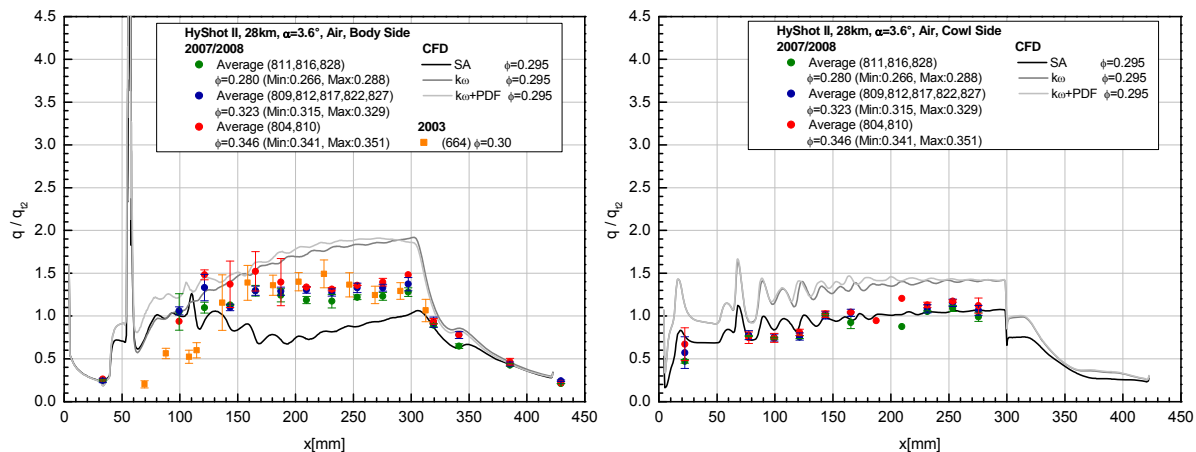 HyShot II, 28km, α=3.6°, Air, Body Side
2007/2008 CFD
Average (811,816,828) SA ϕ=0.295
ϕ=0.280 (Min:0.266, Max:0.288) kω ϕ=0.295
Average (809,812,817,822,827) kω+PDF ϕ=0.295
ϕ=0.323 (Min:0.315, Max:0.329)
Average (804,810) 2003
ϕ=0.346 (Min:0.341, Max:0.351) (664) ϕ=0.30
4.5
4.0
3.5
3.0
2.5
2.0
1.5
1.0
0.5
0.0
q / q_t2
0 50 100 150 200 250 300 350 400 450
x[mm]
HyShot II, 28km, α=3.6°, Air, Cowl Side
2007/2008 CFD
Average (811,816,828) SA ϕ=0.295
ϕ=0.280 (Min:0.266, Max:0.288) kω ϕ=0.295
Average (809,812,817,822,827) kω+PDF ϕ=0.295
ϕ=0.323 (Min:0.315, Max:0.329)
Average (804,810)
ϕ=0.346 (Min:0.341, Max:0.351)
4.5
4.0
3.5
3.0
2.5
2.0
1.5
1.0
0.5
0.0
q / q_t2
0 50 100 150 200 250 300 350 400 450
x[mm]